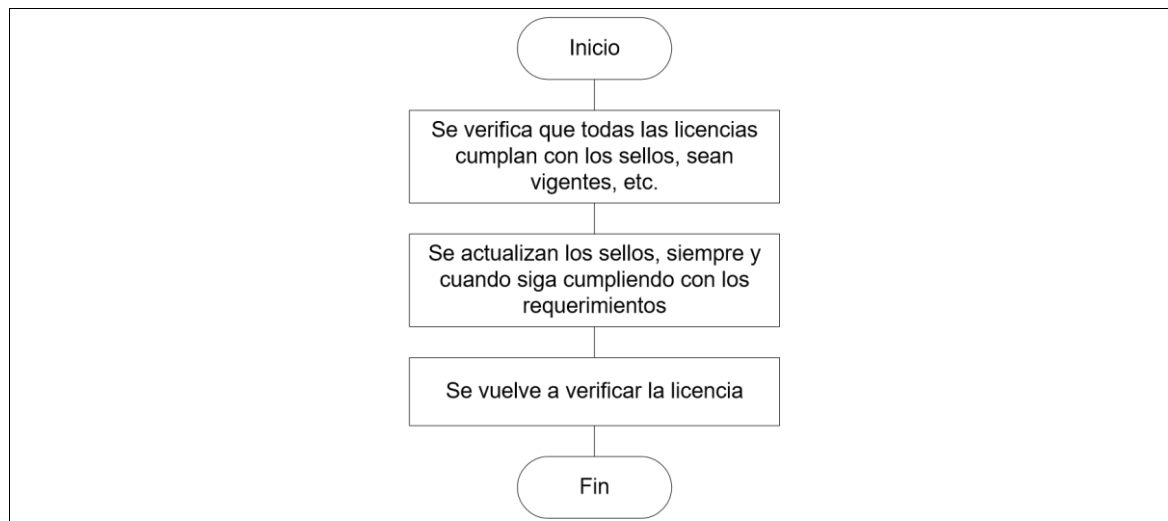 Inicio
Se verifica que todas las licencias
cumplan con los sellos, sean
vigentes, etc.
Se actualizan los sellos, siempre y
cuando siga cumpliendo con los
requerimientos
Se vuelve a verificar la licencia
Fin